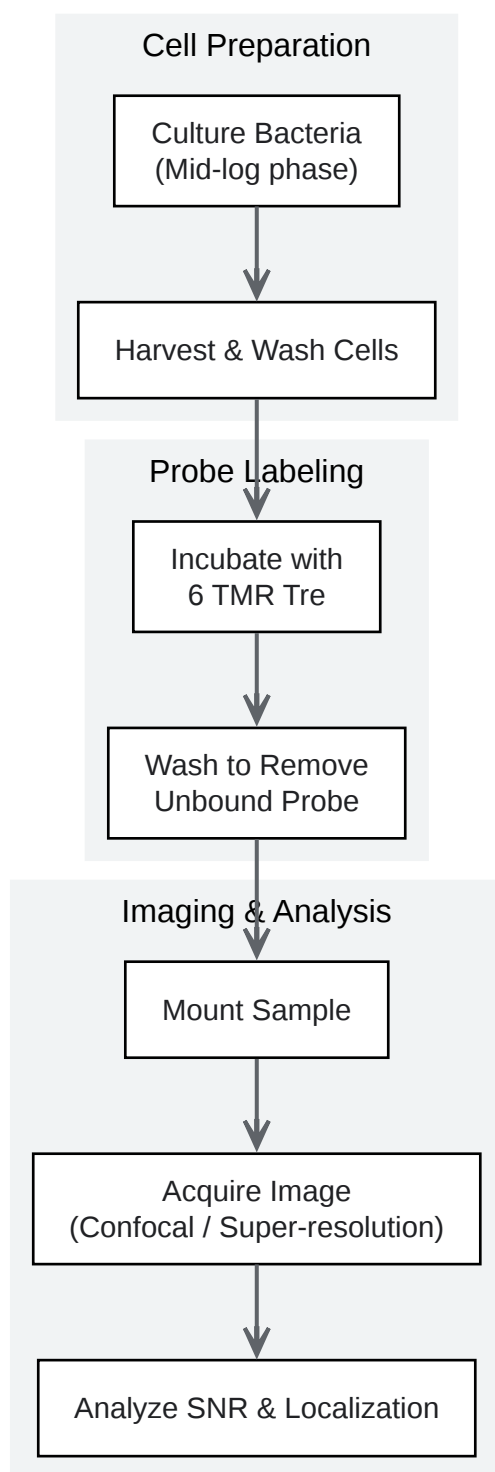 Cell Preparation
Culture Bacteria
(Mid-log phase)
Harvest & Wash Cells
Probe Labeling
Incubate with
6 TMR Tre
Wash to Remove
Unbound Probe
Imaging & Analysis
Mount Sample
Acquire Image
(Confocal / Super-resolution)
Analyze SNR & Localization